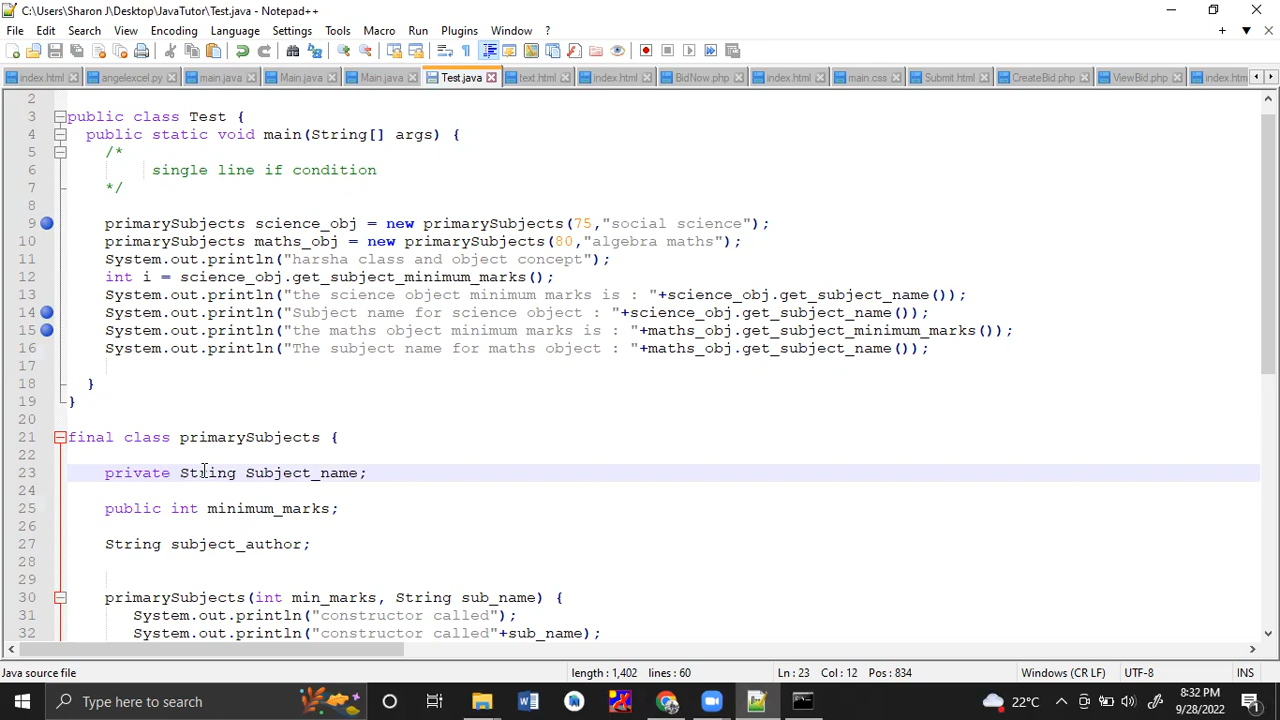 C:\Users\Sharon J\Desktop\JavaTutor\Test.java - Notepad++
File Edit Search View Encoding Language Settings Tools Macro Run Plugins Window ?
index.html angelexcel.py main.java Main.java Main.java Test.java text.html index.html BidNow.php index.html main.css Submit.html CreateBid.php ViewBid.php index.htm
2
3 public class Test {
4 public static void main(String[] args) {
5 /*
6 single line if condition
7 */
8
9 primarySubjects science_obj = new primarySubjects(75,"social science");
10 primarySubjects maths_obj = new primarySubjects(80,"algebra maths");
11 System.out.println("harsha class and object concept");
12 int i = science_obj.get_subject_minimum_marks();
13 System.out.println("the science object minimum marks is : "+science_obj.get_subject_name());
14 System.out.println("Subject name for science object : "+science_obj.get_subject_name());
15 System.out.println("the maths object minimum marks is : "+maths_obj.get_subject_minimum_marks());
16 System.out.println("The subject name for maths object : "+maths_obj.get_subject_name());
17
18 }
19 }
20
21 final class primarySubjects {
22
23 private String Subject_name;
24
25 public int minimum_marks;
26
27 String subject_author;
28
29
30 primarySubjects(int min_marks, String sub_name) {
31 System.out.println("constructor called");
32 System.out.println("constructor called"+sub_name);
Java source file length : 1,402 lines : 60 Ln : 23 Col : 12 Pos : 834 Windows (CR LF) UTF-8 INS
Type here to search 22°C 8:32 PM
9/28/2022